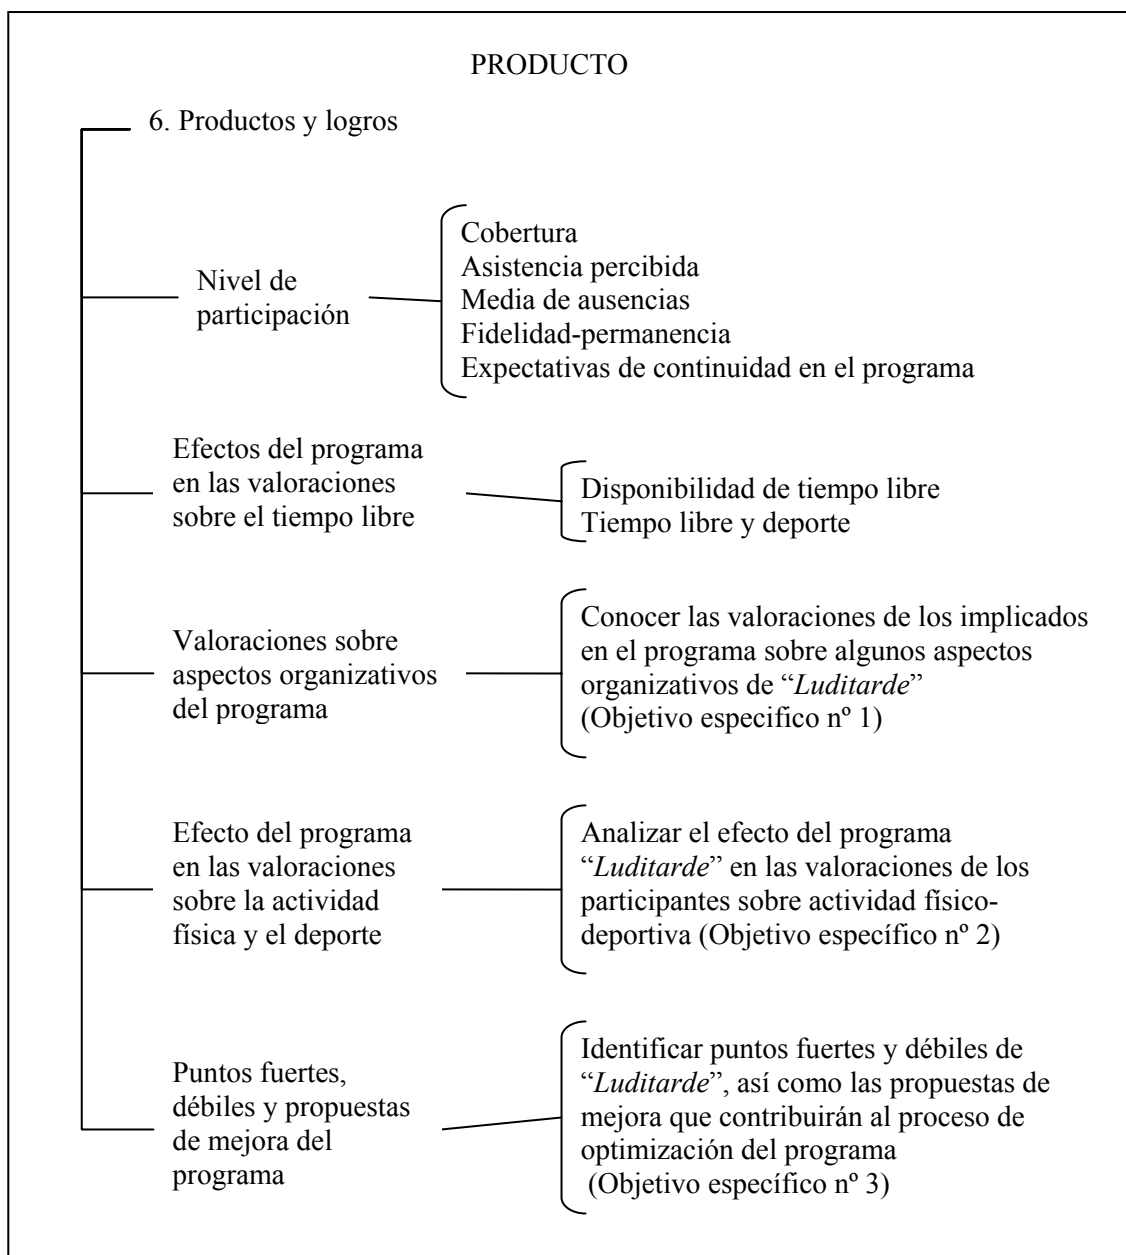 PRODUCTO
6. Productos y logros
Nivel de
participación
Cobertura
Asistencia percibida
Media de ausencias
Fidelidad-permanencia
Expectativas de continuidad en el programa
Efectos del programa
en las valoraciones
sobre el tiempo libre
Disponibilidad de tiempo libre
Tiempo libre y deporte
Valoraciones sobre
aspectos organizativos
del programa
Conocer las valoraciones de los implicados
en el programa sobre algunos aspectos
organizativos de “Luditarde”
(Objetivo especifico nº 1)
Efecto del programa
en las valoraciones
sobre la actividad
física y el deporte
Analizar el efecto del programa
“Luditarde” en las valoraciones de los
participantes sobre actividad físico-
deportiva (Objetivo específico nº 2)
Puntos fuertes,
débiles y propuestas
de mejora del
programa
Identificar puntos fuertes y débiles de
“Luditarde”, así como las propuestas de
mejora que contribuirán al proceso de
optimización del programa
(Objetivo específico nº 3)